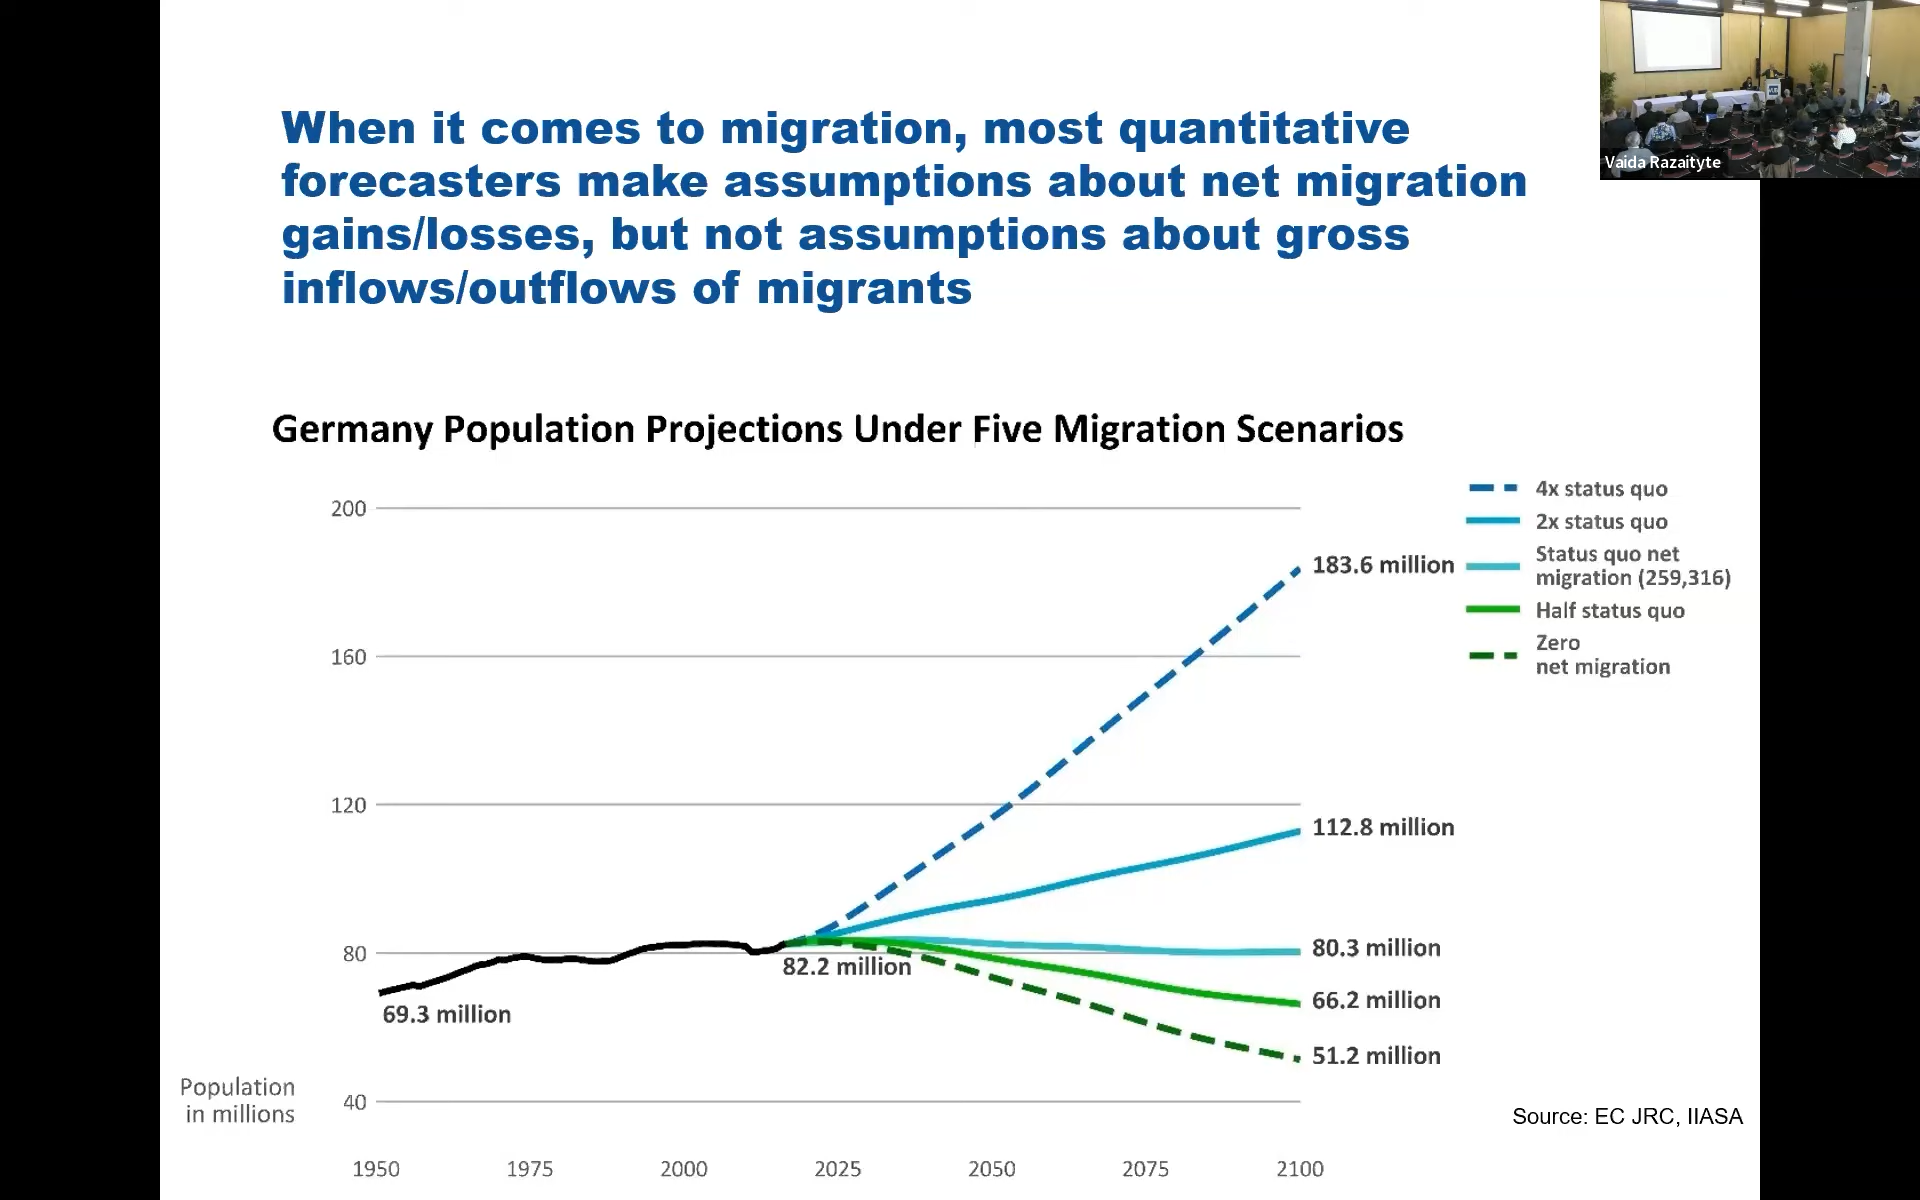 When it comes to migration, most quantitative
forecasters make assumptions about net migration
gains/losses, but not assumptions about gross
inflows/outflows of migrants
Vaida Razaityte
Germany Population Projections Under Five Migration Scenarios
200
160
120
80
40
Population
in millions
1950
1975
2000
2025
2050
2075
2100
69.3 million
82.2 million
183.6 million
112.8 million
80.3 million
66.2 million
51.2 million
4x status quo
2x status quo
Status quo net
migration (259,316)
Half status quo
Zero
net migration
Source: EC JRC, IIASA